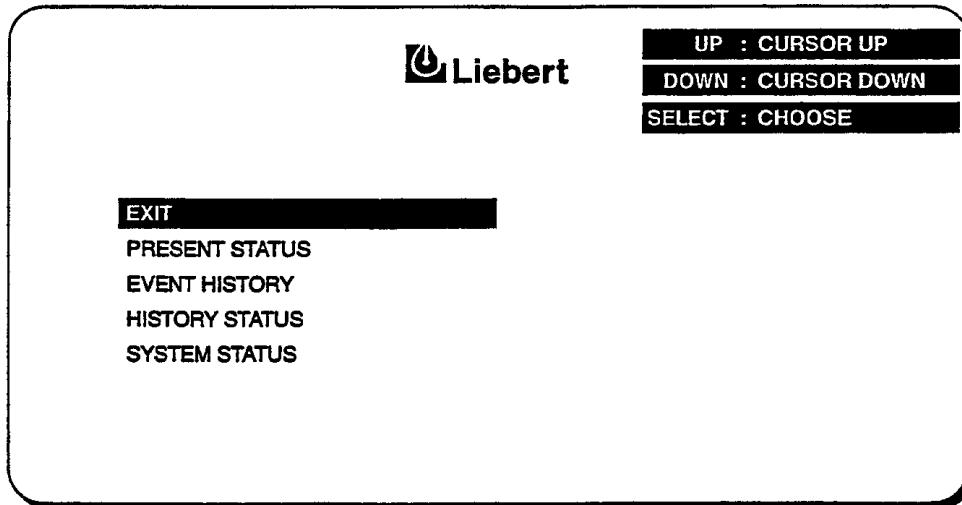 Liebert
UP : CURSOR UP
DOWN : CURSOR DOWN
SELECT : CHOOSE
EXIT
PRESENT STATUS
EVENT HISTORY
HISTORY STATUS
SYSTEM STATUS